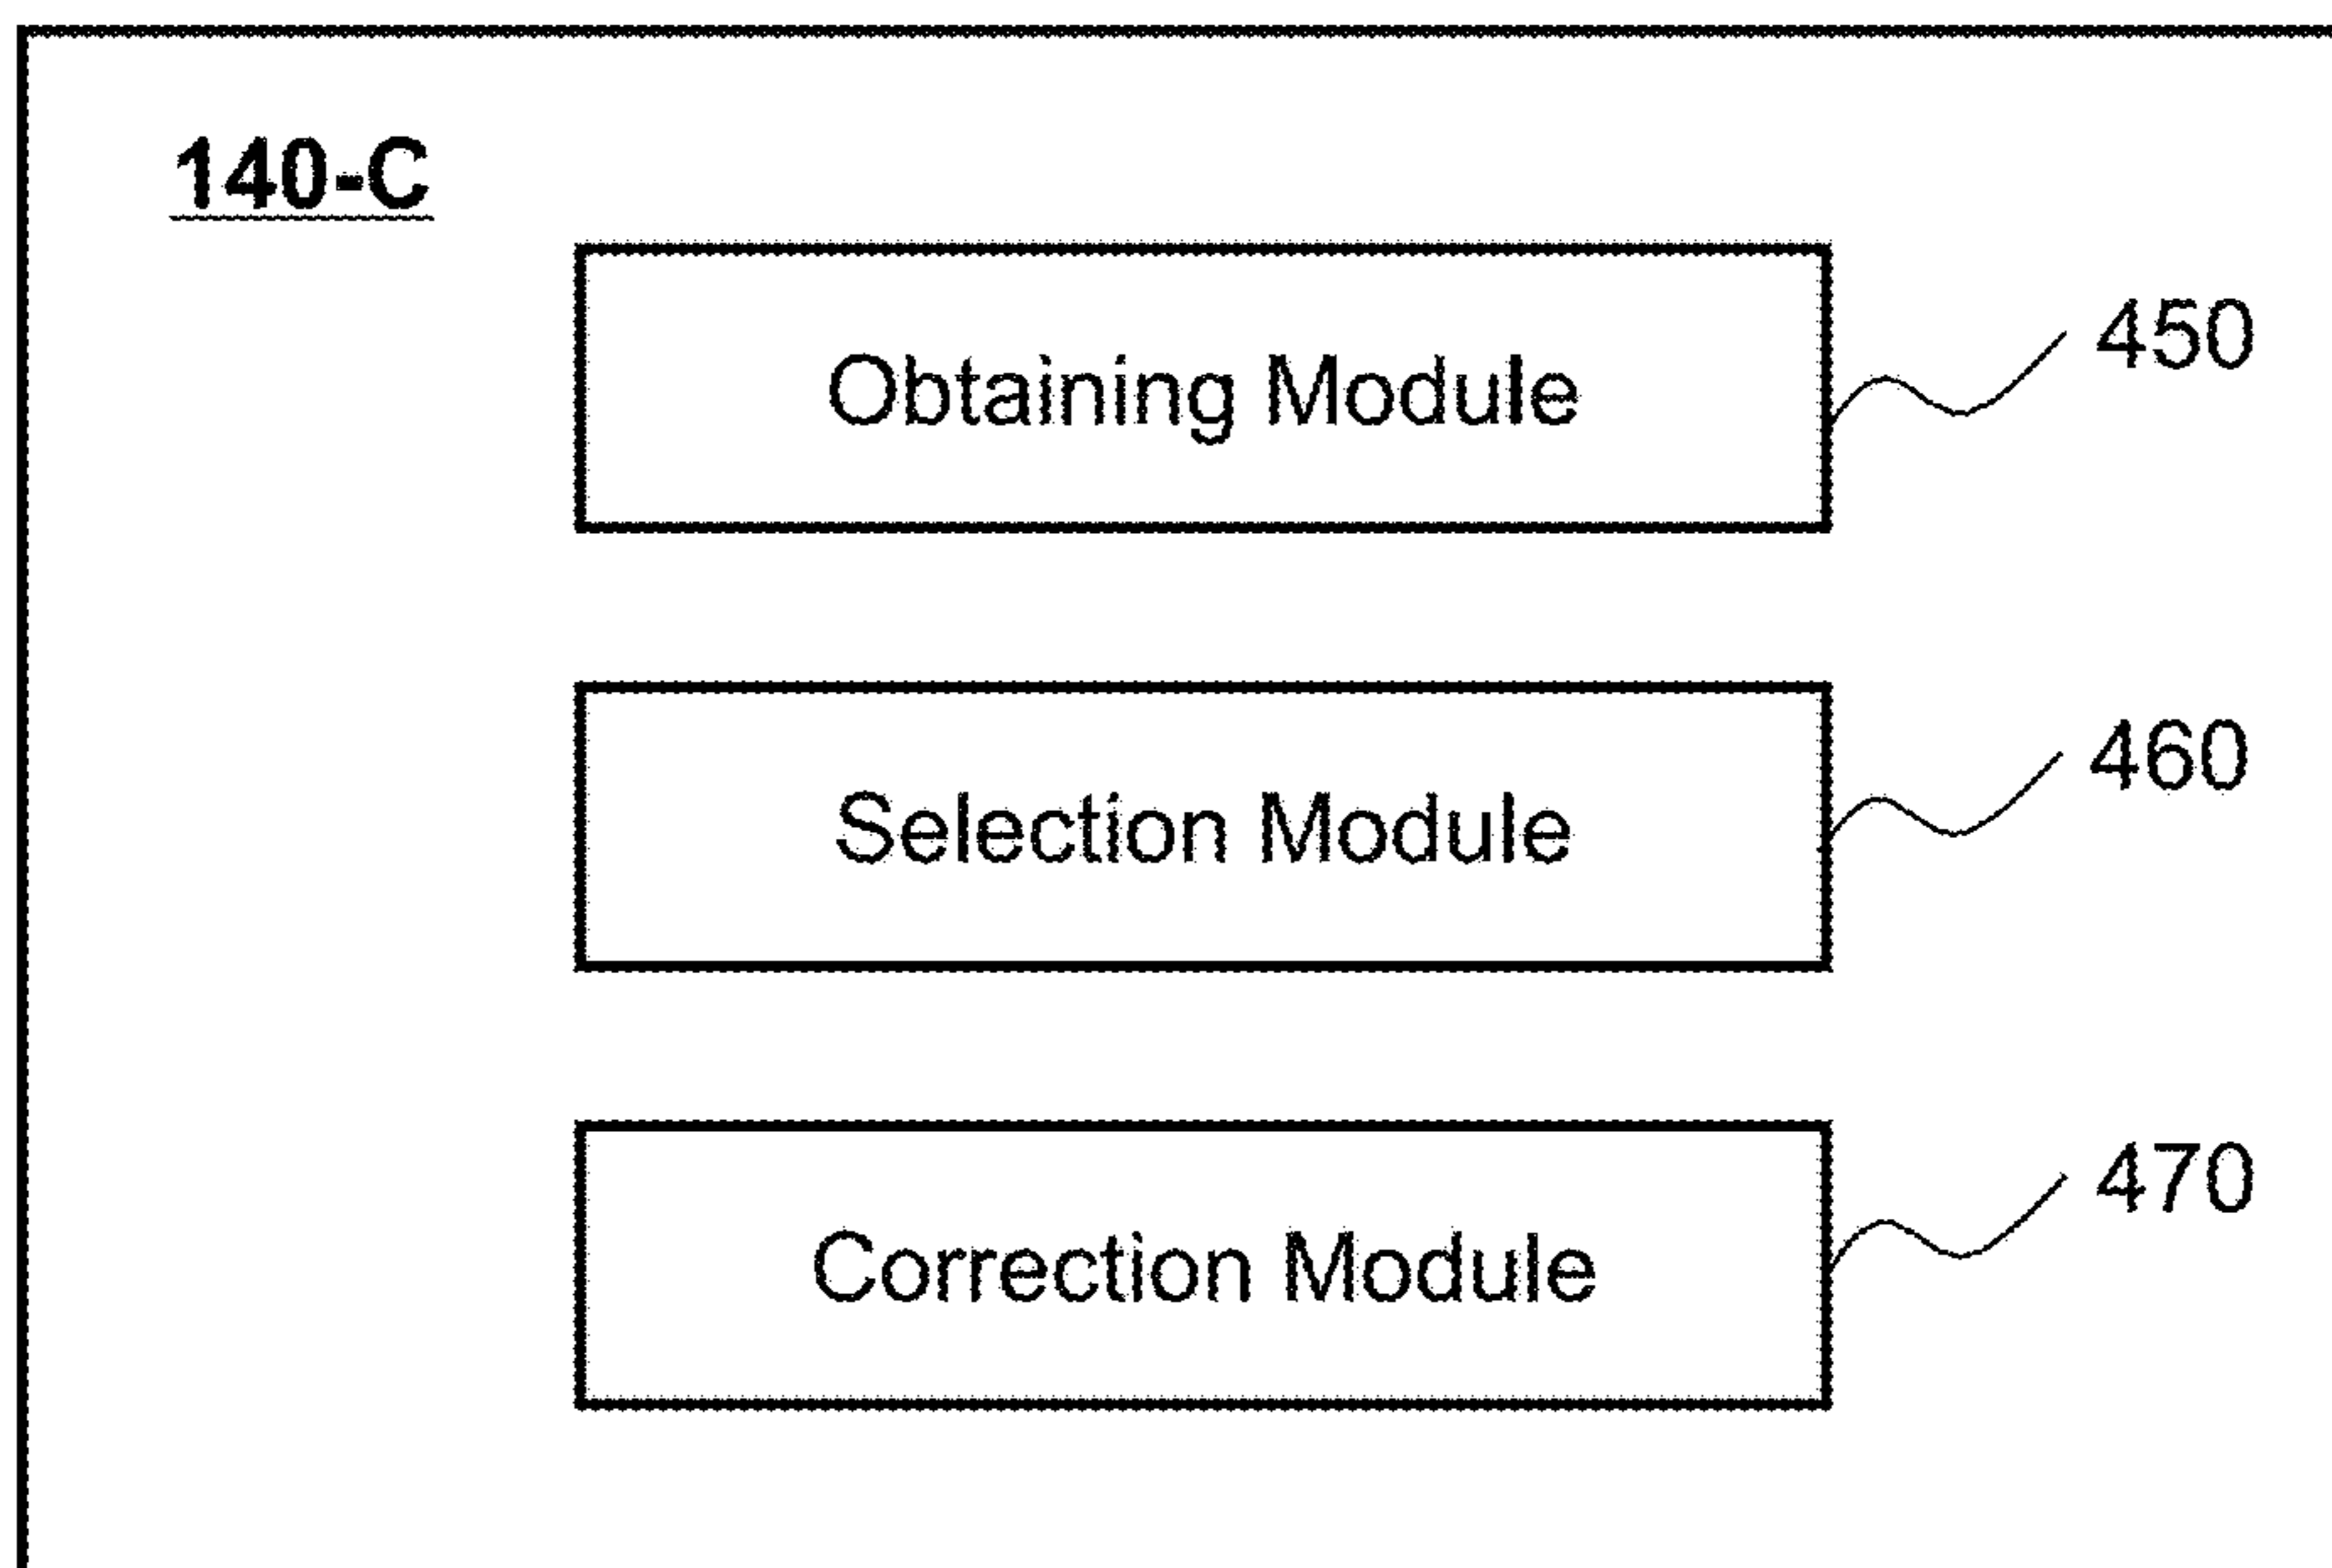 140-C
Obtaining Module
450
Selection Module
460
Correction Module
470